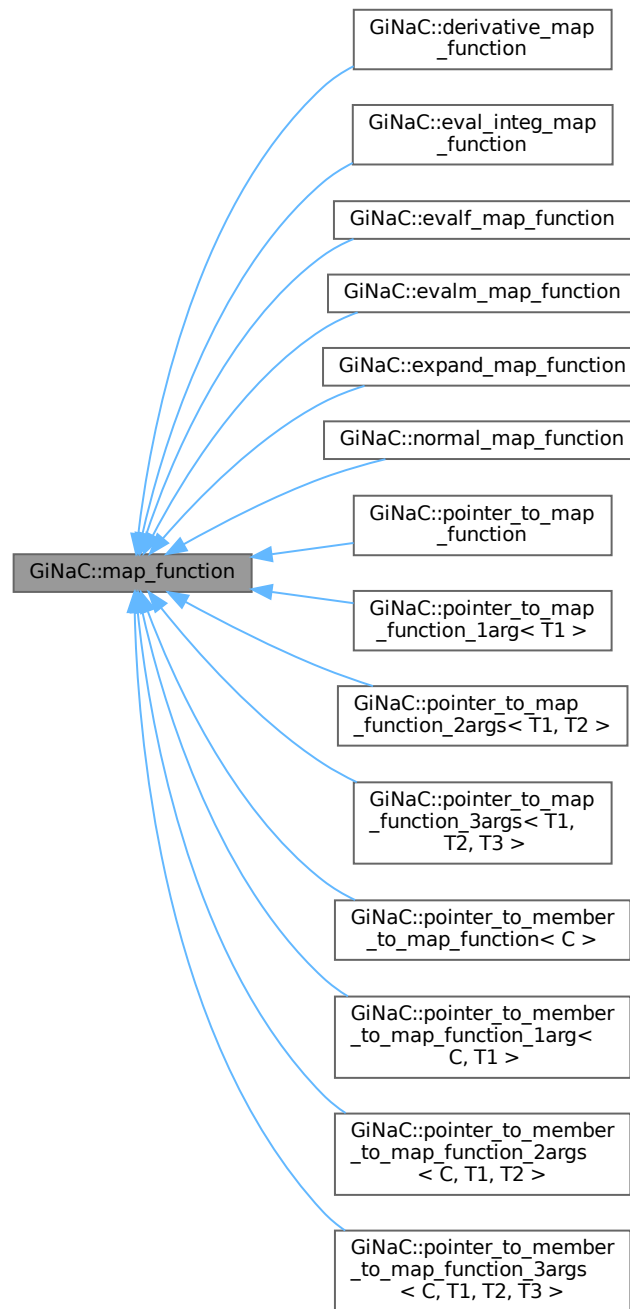 GiNaC::derivative_map
_function
GiNaC::eval_integ_map
_function
GiNaC::evalf_map_function
GiNaC::evalm_map_function
GiNaC::expand_map_function
GiNaC::normal_map_function
GiNaC::pointer_to_map
_function
GiNaC::map_function
GiNaC::pointer_to_map
_function_1arg< T1 >
GiNaC::pointer_to_map
_function_2args< T1, T2 >
GiNaC::pointer_to_map
_function_3args< T1,
T2, T3 >
GiNaC::pointer_to_member
_to_map_function< C >
GiNaC::pointer_to_member
_to_map_function_1arg<
C, T1 >
GiNaC::pointer_to_member
_to_map_function_2args
< C, T1, T2 >
GiNaC::pointer_to_member
_to_map_function_3args
< C, T1, T2, T3 >